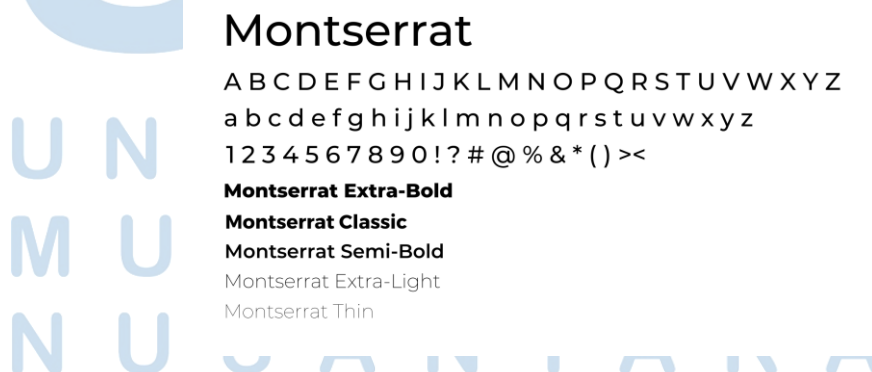 Montserrat
A B C D E F G H I J K L M N O P Q R S T U V W X Y Z
a b c d e f g h i j k l m n o p q r s t u v w x y z
1 2 3 4 5 6 7 8 9 0 ! ? # @ % & * ( ) > <
Montserrat Extra-Bold
Montserrat Classic
Montserrat Semi-Bold
Montserrat Extra-Light
Montserrat Thin
U N
M U
N U S A N T A R A